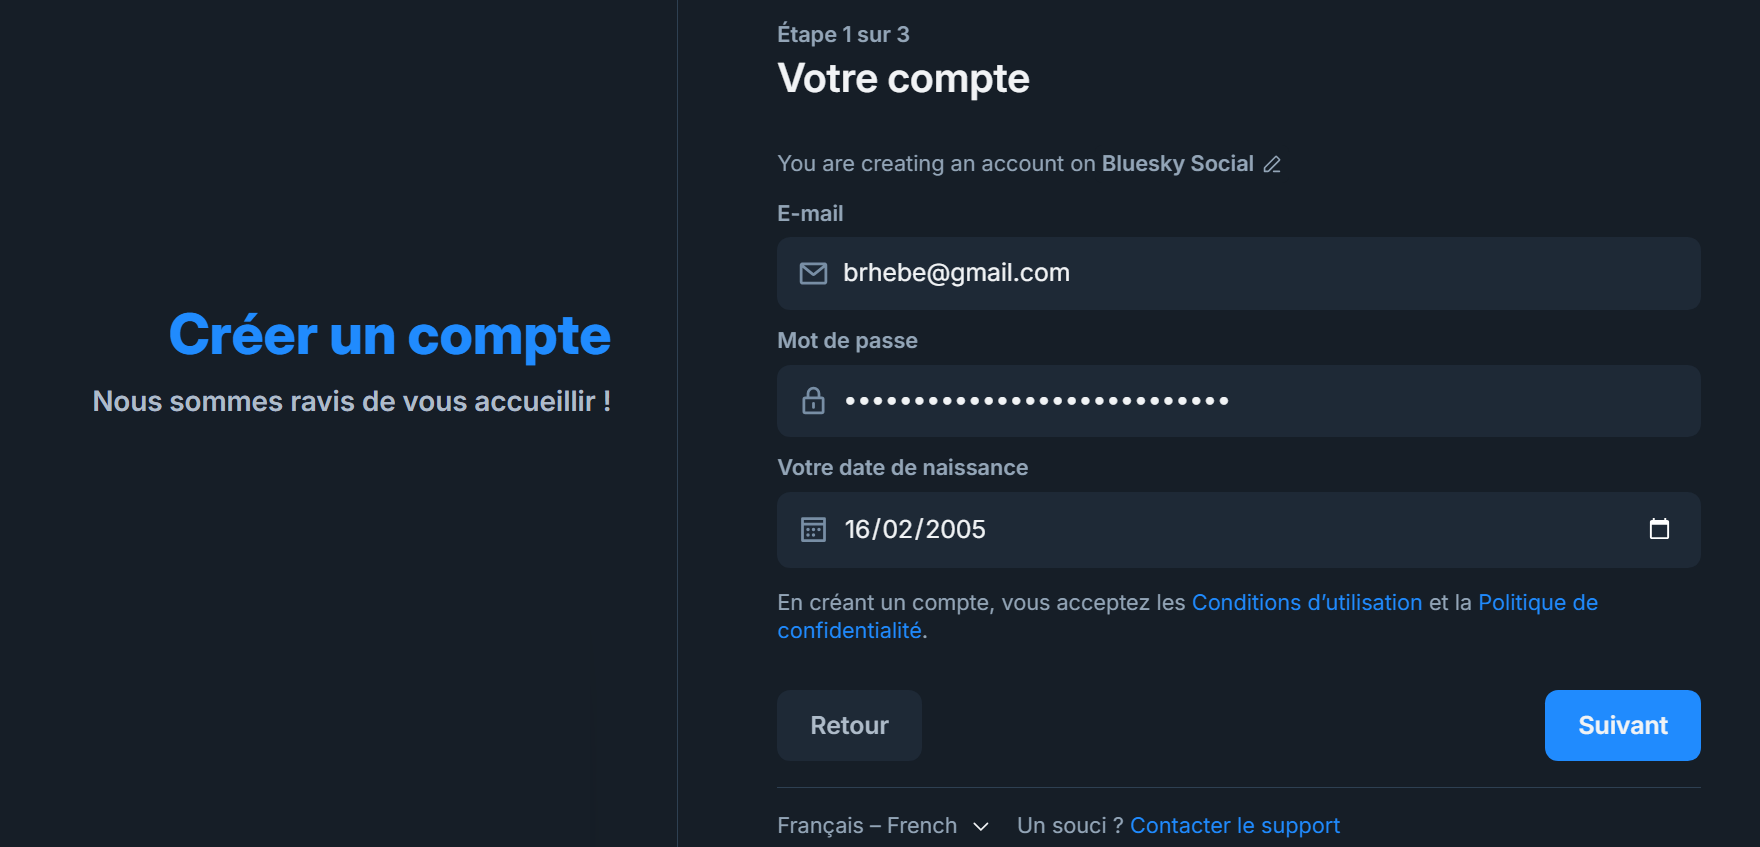 Créer un compte
Nous sommes ravis de vous accueillir !
Étape 1 sur 3
Votre compte
You are creating an account on Bluesky Social
E-mail
brhebe@gmail.com
Mot de passe
••••••••••••••••••••••••••••
Votre date de naissance
16/02/2005
En créant un compte, vous acceptez les Conditions d’utilisation et la Politique de
confidentialité.
Retour
Suivant
Français – French
Un souci ? Contacter le support